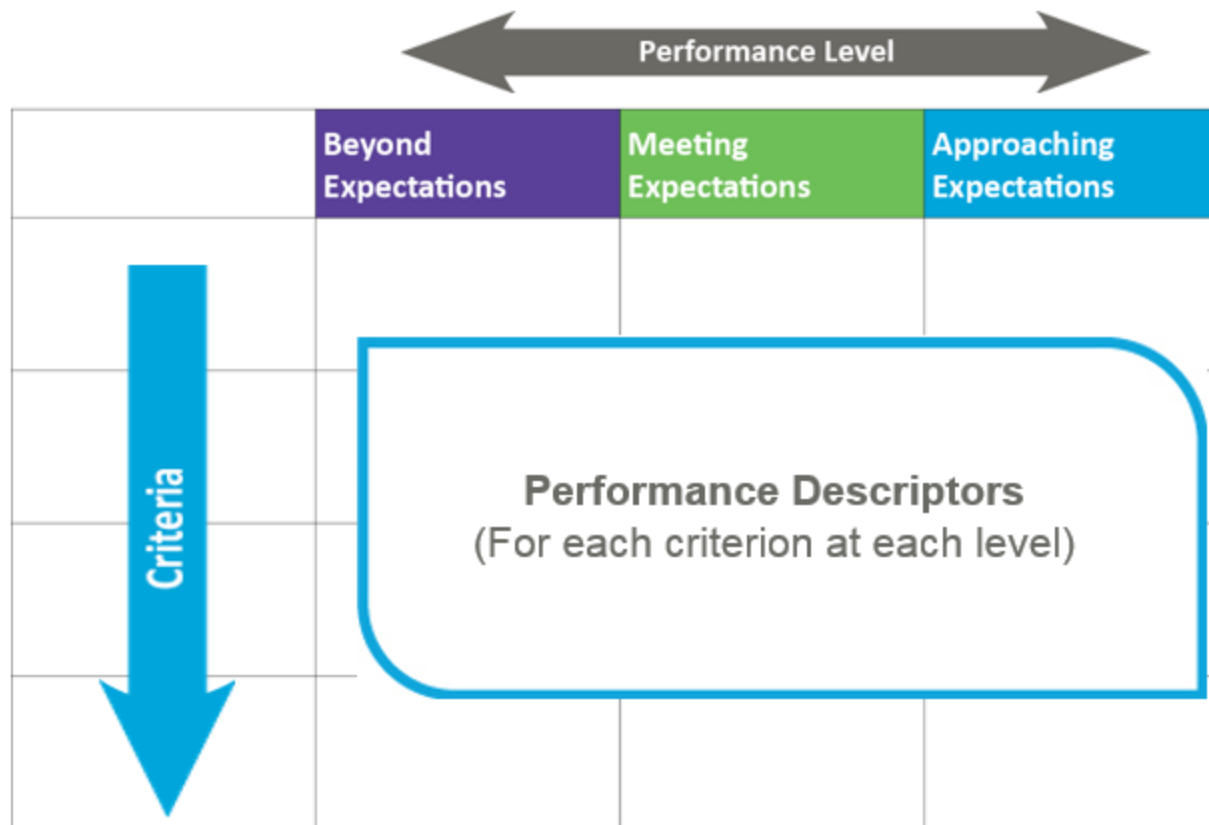 Performance Level
Beyond
Expectations
Meeting
Expectations
Approaching
Expectations
Criteria
Performance Descriptors
(For each criterion at each level)